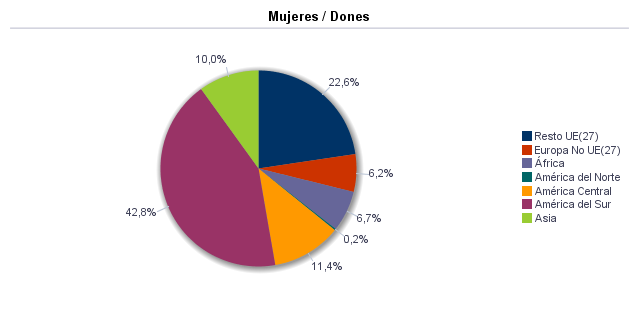 Mujeres / Dones
10,0%
22,6%
6,2%
42,8%
6,7%
0,2%
11,4%
Resto UE(27)
Europa No UE(27)
África
América del Norte
América Central
América del Sur
Asia